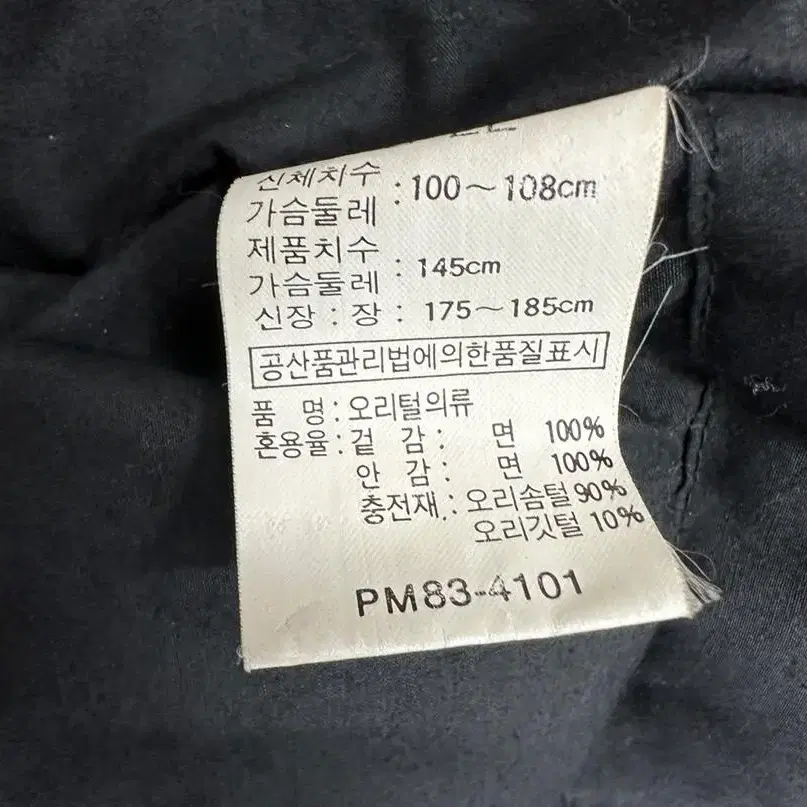 신체치수
가슴둘레 : 100~108cm
제품치수
가슴둘레 : 145cm
신장 : 장 : 175~185cm
공산품관리법에의한품질표시
품 명 : 오리털의류
혼용율 : 겉 감 : 면 100%
안 감 : 면 100%
충전재 : 오리솜털 90%
오리깃털 10%
PM83-4101